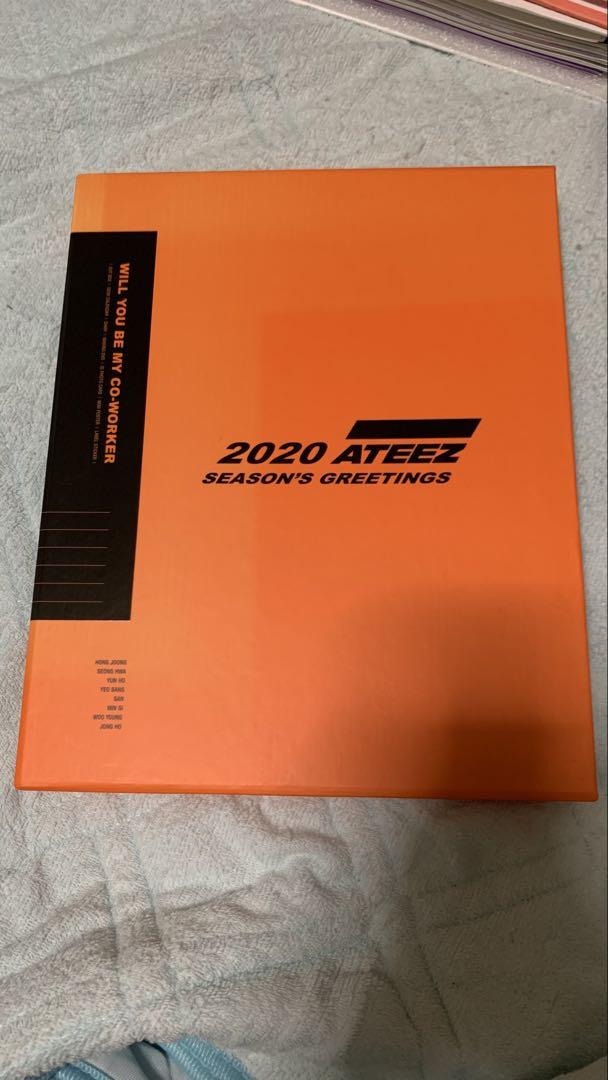 WILL YOU BE MY CO-WORKER
2020 ATEEZ
SEASON'S GREETINGS
HONG JOONG
SEONG HWA
YUN HO
YEO SANG
SAN
MIN GI
WOO YOUNG
JONG HO